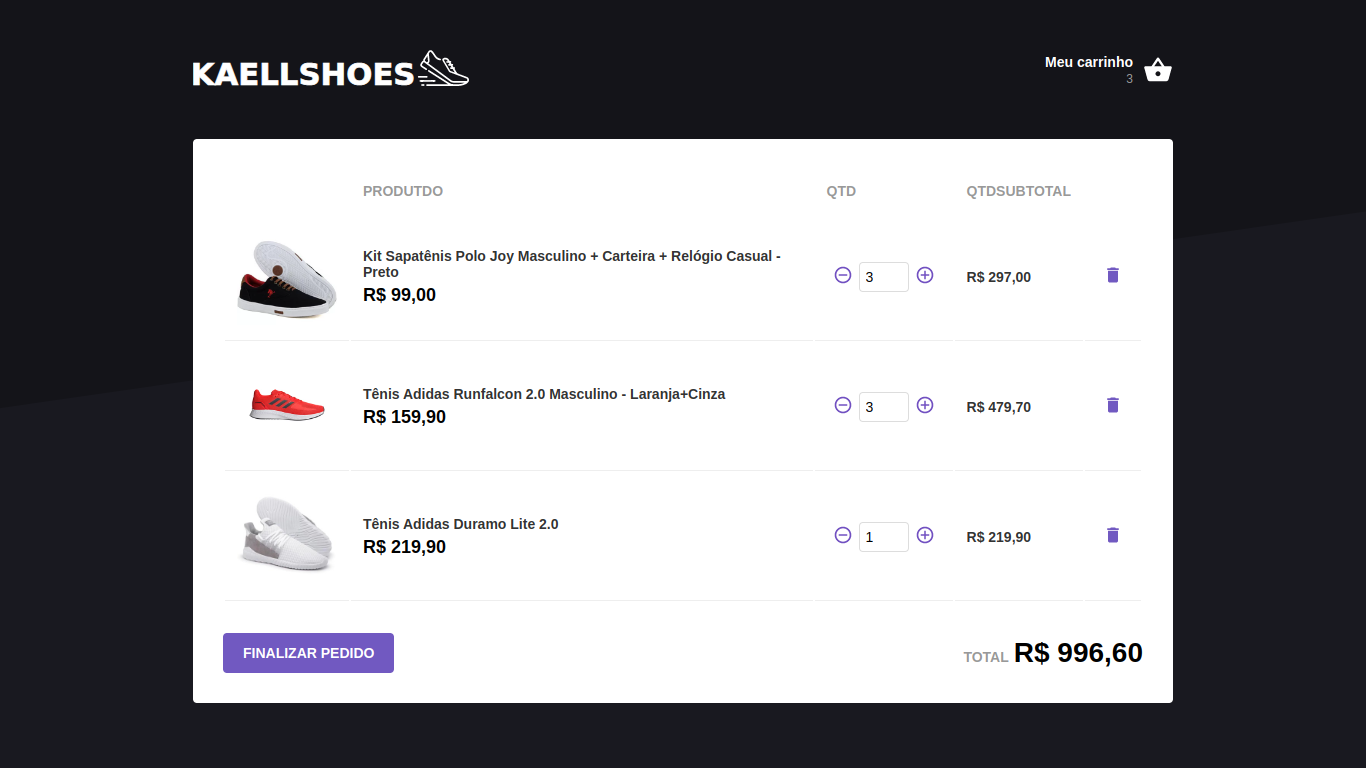 KAELLSHOES
Meu carrinho
3
PRODUTDO QTD QTDSUBTOTAL
Kit Sapatênis Polo Joy Masculino + Carteira + Relógio Casual -
Preto
R$ 99,00
3
R$ 297,00
Tênis Adidas Runfalcon 2.0 Masculino - Laranja+Cinza
R$ 159,90
3
R$ 479,70
Tênis Adidas Duramo Lite 2.0
R$ 219,90
1
R$ 219,90
FINALIZAR PEDIDO
TOTAL R$ 996,60